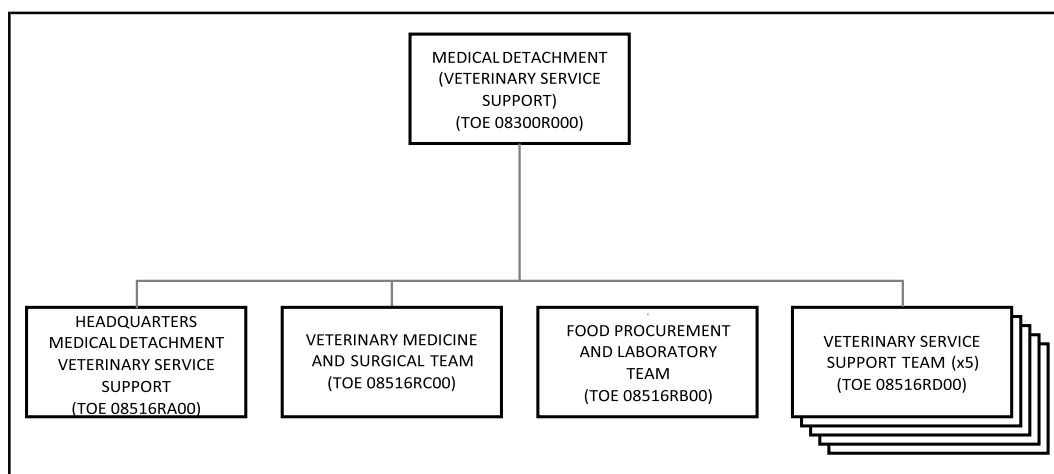 MEDICAL DETACHMENT
(VETERINARY SERVICE
SUPPORT)
(TOE 08300R000)
HEADQUARTERS
MEDICAL DETACHMENT
VETERINARY SERVICE
SUPPORT
(TOE 08516RA00)
VETERINARY MEDICINE
AND SURGICAL TEAM
(TOE 08516RC00)
FOOD PROCUREMENT
AND LABORATORY
TEAM
(TOE 08516RB00)
VETERINARY SERVICE
SUPPORT TEAM (x5)
(TOE 08516RD00)